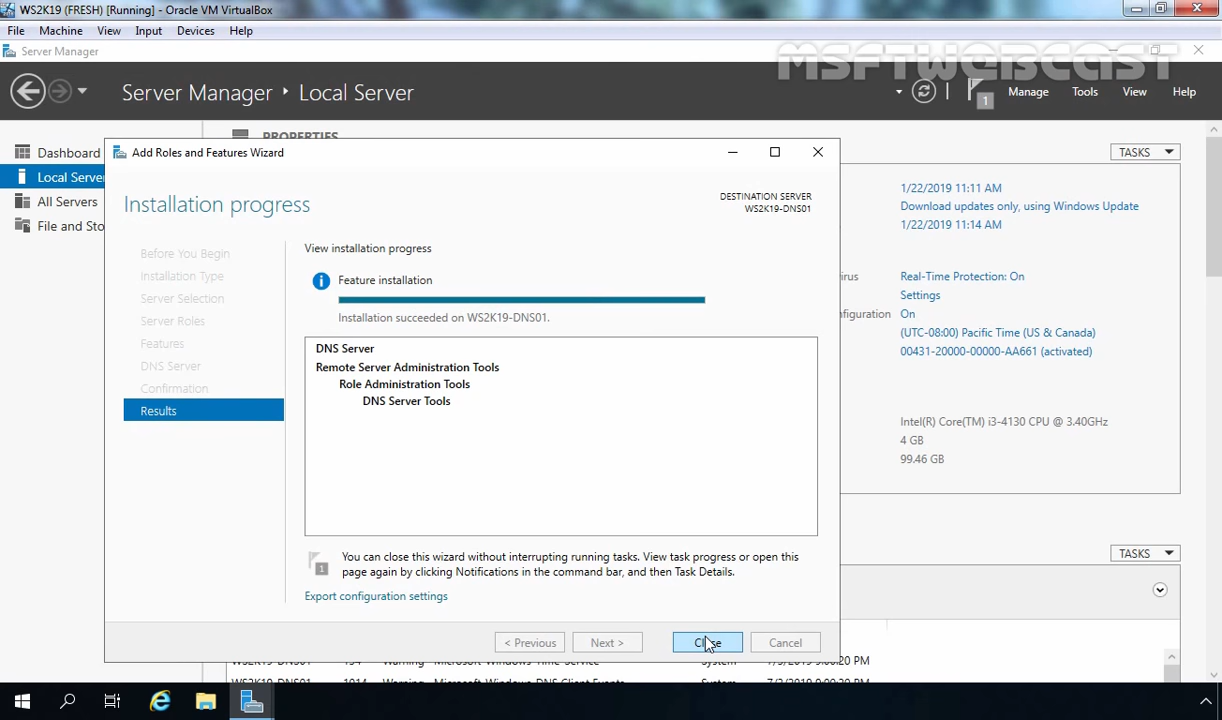 WS2K19 (FRESH) [Running] - Oracle VM VirtualBox
File Machine View Input Devices Help
Server Manager
MSFTWEBCAST
Server Manager Local Server
1
Manage Tools View Help
PROPERTIES
Dashboard
Local Serve
All Servers
File and Sto
TASKS
1/22/2019 11:11 AM
Download updates only, using Windows Update
1/22/2019 11:14 AM
Real-Time Protection: On
Settings
On
(UTC-08:00) Pacific Time (US & Canada)
00431-20000-00000-AA661 (activated)
Intel(R) Core(TM) i3-4130 CPU @ 3.40GHz
4 GB
99.46 GB
TASKS
Add Roles and Features Wizard
Installation progress
DESTINATION SERVER
WS2K19-DNS01
Before You Begin
Installation Type
Server Selection
Server Roles
Features
DNS Server
Confirmation
Results
View installation progress
Feature installation
Installation succeeded on WS2K19-DNS01.
DNS Server
Remote Server Administration Tools
Role Administration Tools
DNS Server Tools
1
You can close this wizard without interrupting running tasks. View task progress or open this
page again by clicking Notifications in the command bar, and then Task Details.
Export configuration settings
< Previous Next > Close Cancel